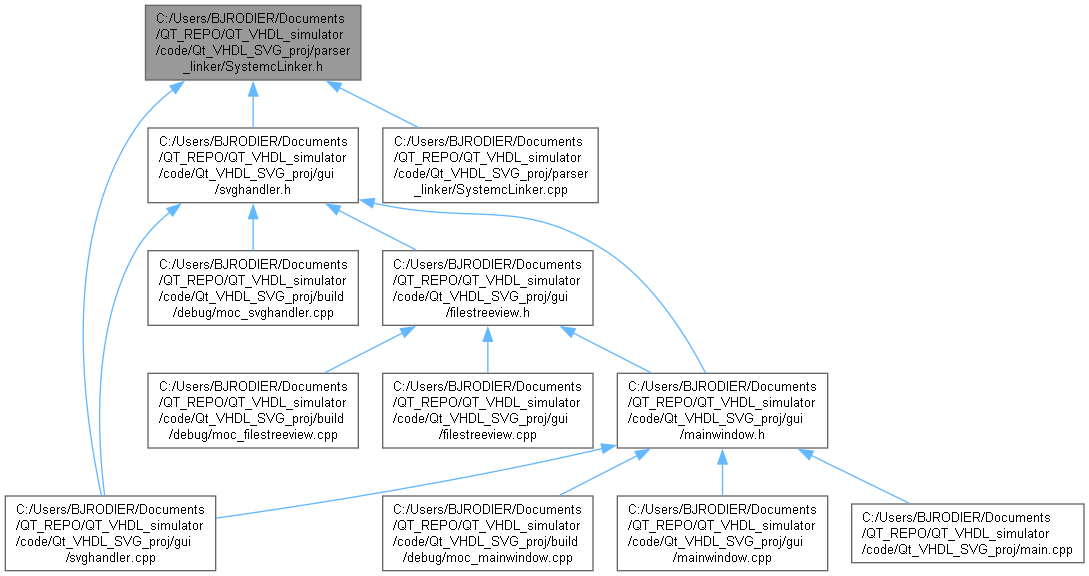 C:/Users/BJRODIER/Documents
/QT_REPO/QT_VHDL_simulator
/code/Qt_VHDL_SVG_proj/parser
_linker/SystemcLinker.h
C:/Users/BJRODIER/Documents
/QT_REPO/QT_VHDL_simulator
/code/Qt_VHDL_SVG_proj/gui
/svghandler.h
C:/Users/BJRODIER/Documents
/QT_REPO/QT_VHDL_simulator
/code/Qt_VHDL_SVG_proj/parser
_linker/SystemcLinker.cpp
C:/Users/BJRODIER/Documents
/QT_REPO/QT_VHDL_simulator
/code/Qt_VHDL_SVG_proj/build
/debug/moc_svghandler.cpp
C:/Users/BJRODIER/Documents
/QT_REPO/QT_VHDL_simulator
/code/Qt_VHDL_SVG_proj/gui
/filestreeview.h
C:/Users/BJRODIER/Documents
/QT_REPO/QT_VHDL_simulator
/code/Qt_VHDL_SVG_proj/build
/debug/moc_filestreeview.cpp
C:/Users/BJRODIER/Documents
/QT_REPO/QT_VHDL_simulator
/code/Qt_VHDL_SVG_proj/gui
/filestreeview.cpp
C:/Users/BJRODIER/Documents
/QT_REPO/QT_VHDL_simulator
/code/Qt_VHDL_SVG_proj/gui
/mainwindow.h
C:/Users/BJRODIER/Documents
/QT_REPO/QT_VHDL_simulator
/code/Qt_VHDL_SVG_proj/gui
/svghandler.cpp
C:/Users/BJRODIER/Documents
/QT_REPO/QT_VHDL_simulator
/code/Qt_VHDL_SVG_proj/build
/debug/moc_mainwindow.cpp
C:/Users/BJRODIER/Documents
/QT_REPO/QT_VHDL_simulator
/code/Qt_VHDL_SVG_proj/gui
/mainwindow.cpp
C:/Users/BJRODIER/Documents
/QT_REPO/QT_VHDL_simulator
/code/Qt_VHDL_SVG_proj/main.cpp